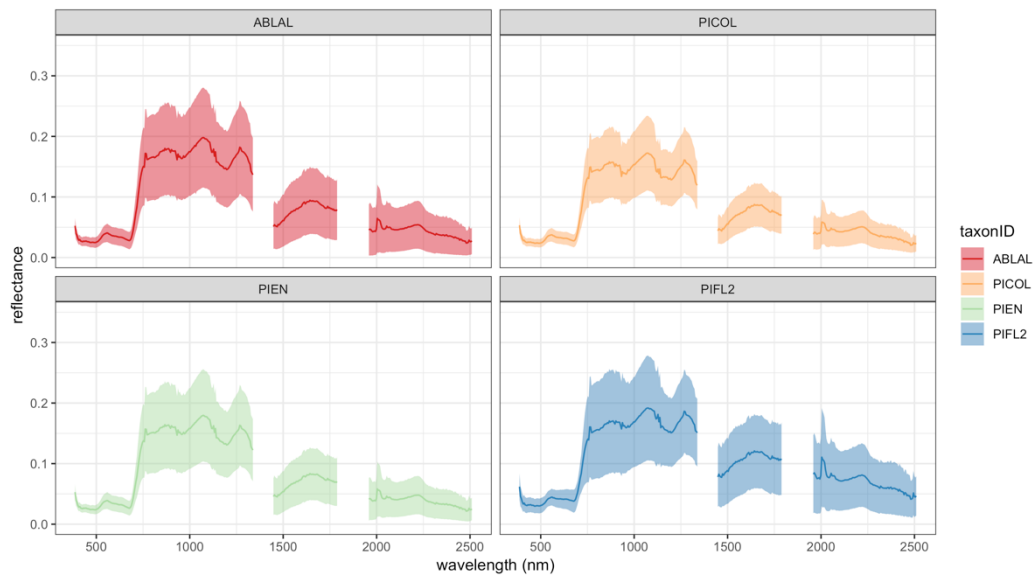 ABLAL
PICOL
0.3
0.2
0.1
0.0
PIEN
PIFL2
0.3
0.2
0.1
0.0
500
1000
1500
2000
2500
500
1000
1500
2000
2500
wavelength (nm)
reflectance
taxonID
ABLAL
PICOL
PIEN
PIFL2